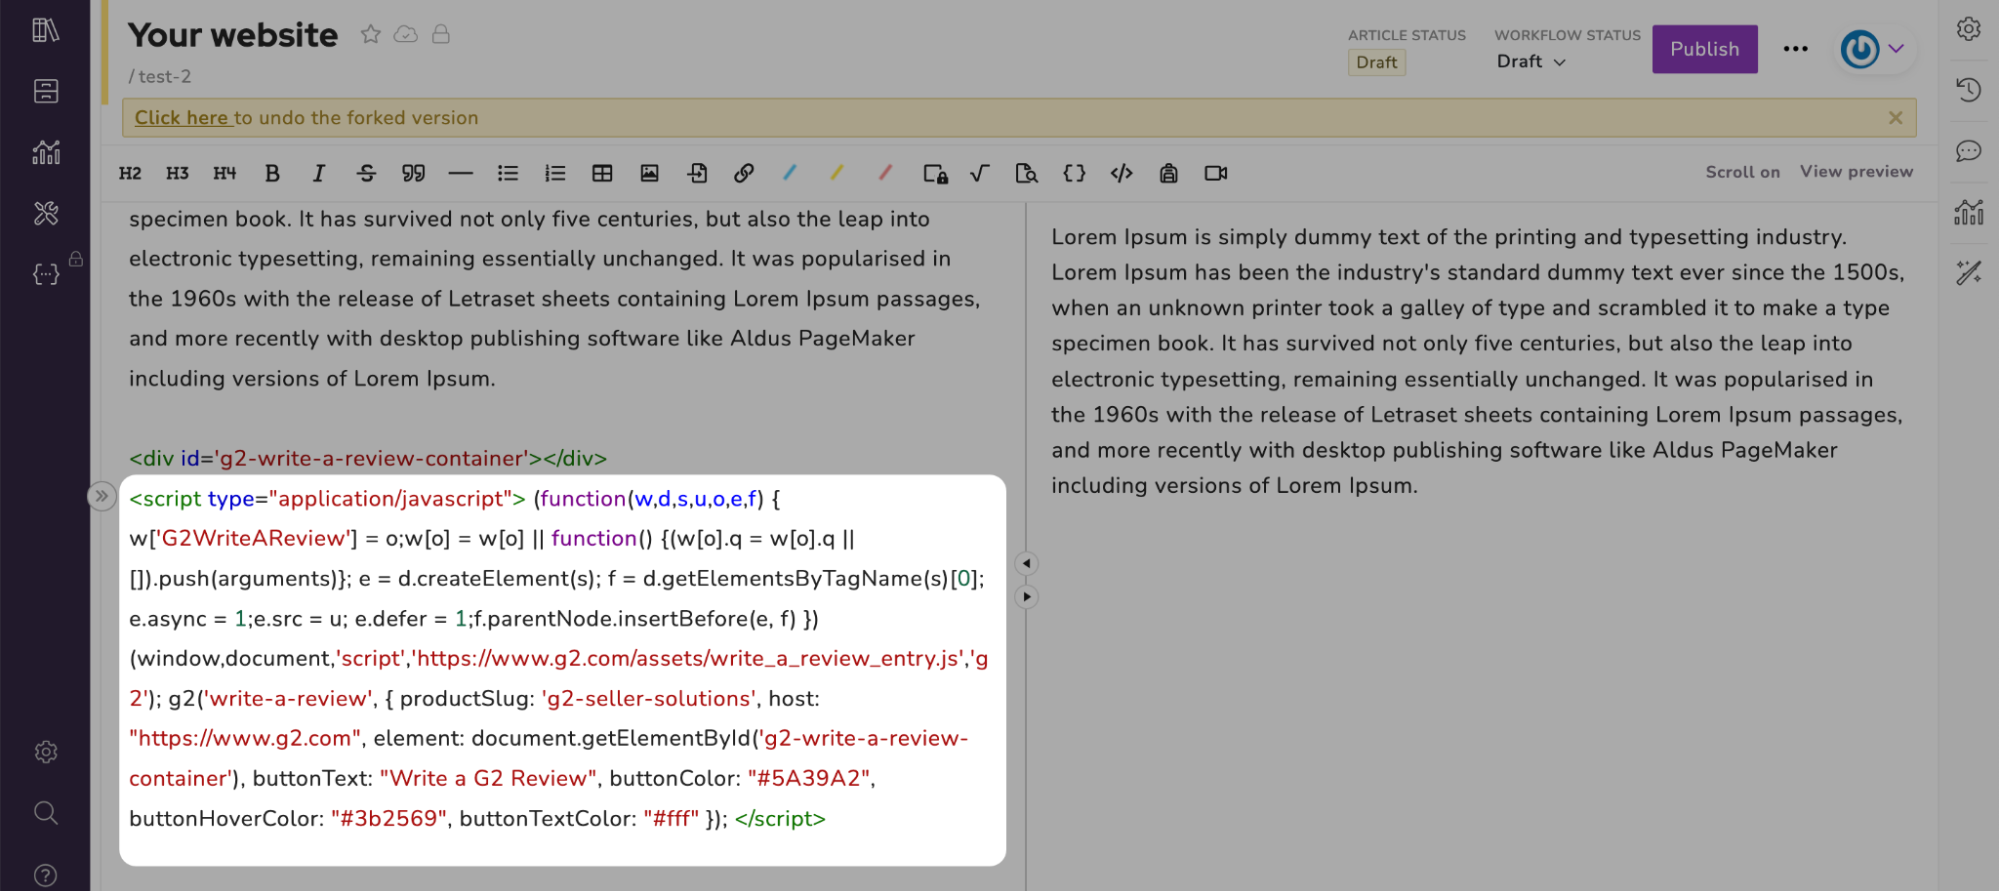 Your website
/ test-2
ARTICLE STATUS
Draft
WORKFLOW STATUS
Draft
Publish
Click here to undo the forked version
H2 H3 H4 B I S
Scroll on View preview
specimen book. It has survived not only five centuries, but also the leap into
electronic typesetting, remaining essentially unchanged. It was popularised in
the 1960s with the release of Letraset sheets containing Lorem Ipsum passages,
and more recently with desktop publishing software like Aldus PageMaker
including versions of Lorem Ipsum.
<div id='g2-write-a-review-container'></div>
<script type="application/javascript"> (function(w,d,s,u,o,e,f) {
w['G2WriteAReview'] = o;w[o] = w[o] || function() {(w[o].q = w[o].q ||
[]).push(arguments)}; e = d.createElement(s); f = d.getElementsByTagName(s)[0];
e.async = 1;e.src = u; e.defer = 1;f.parentNode.insertBefore(e, f) })
(window,document,'script','https://www.g2.com/assets/write_a_review_entry.js','g
2'); g2('write-a-review', { productSlug: 'g2-seller-solutions', host:
"https://www.g2.com", element: document.getElementById('g2-write-a-review-
container'), buttonText: "Write a G2 Review", buttonColor: "#5A39A2",
buttonHoverColor: "#3b2569", buttonTextColor: "#fff" }); </script>
Lorem Ipsum is simply dummy text of the printing and typesetting industry.
Lorem Ipsum has been the industry's standard dummy text ever since the 1500s,
when an unknown printer took a galley of type and scrambled it to make a type
specimen book. It has survived not only five centuries, but also the leap into
electronic typesetting, remaining essentially unchanged. It was popularised in
the 1960s with the release of Letraset sheets containing Lorem Ipsum passages,
and more recently with desktop publishing software like Aldus PageMaker
including versions of Lorem Ipsum.